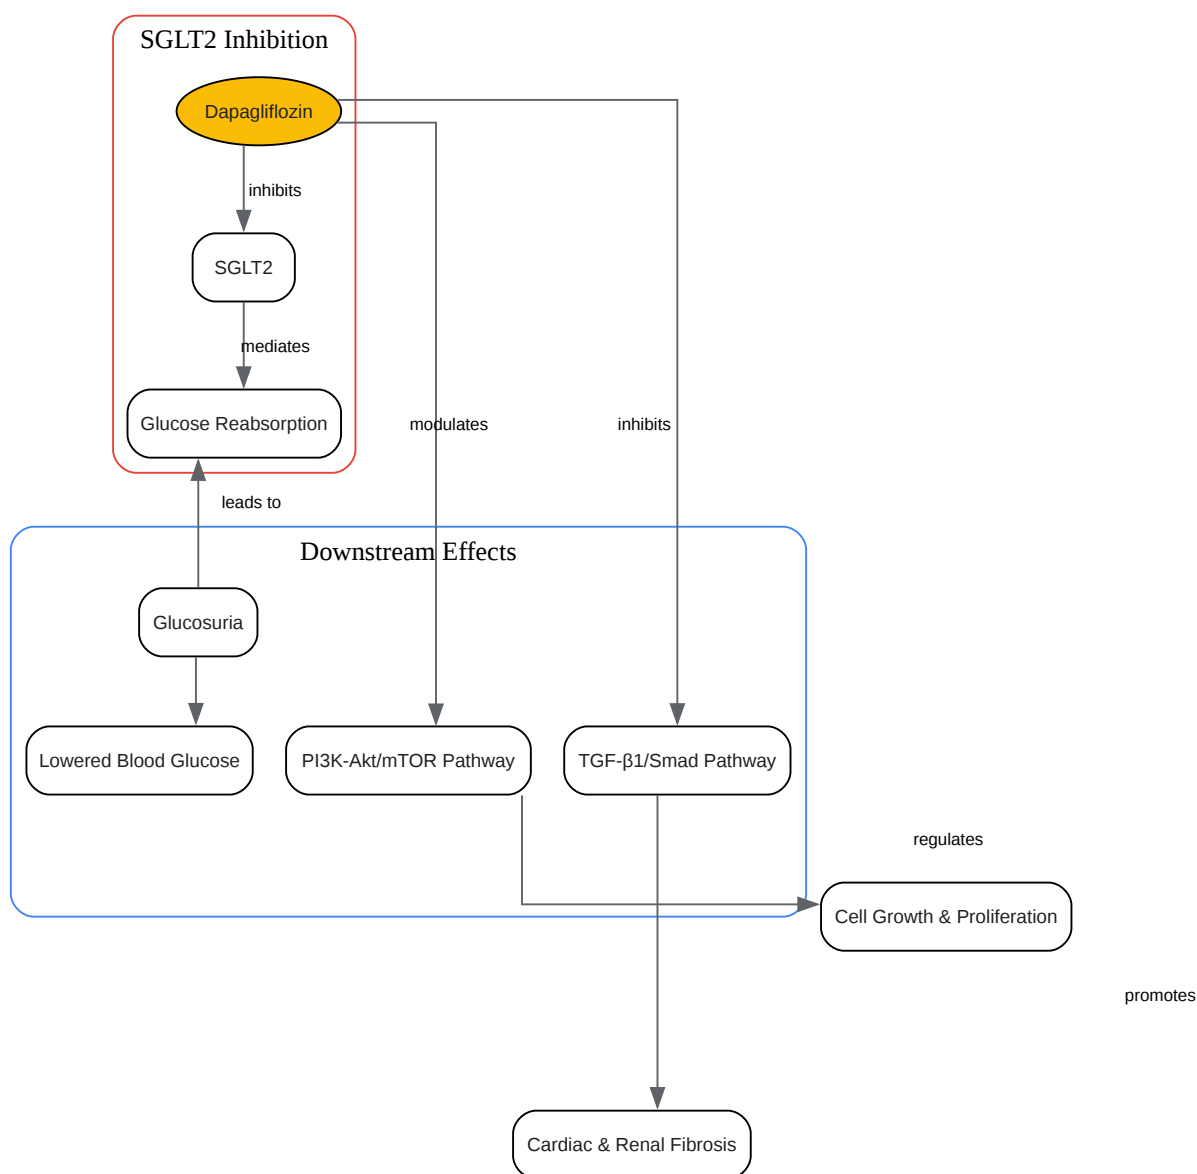 SGLT2 Inhibition
Dapagliflozin
inhibits
SGLT2
mediates
Glucose Reabsorption
modulates
inhibits
leads to
Downstream Effects
Glucosuria
Lowered Blood Glucose
PI3K-Akt/mTOR Pathway
TGF-β1/Smad Pathway
regulates
Cell Growth & Proliferation
promotes
Cardiac & Renal Fibrosis